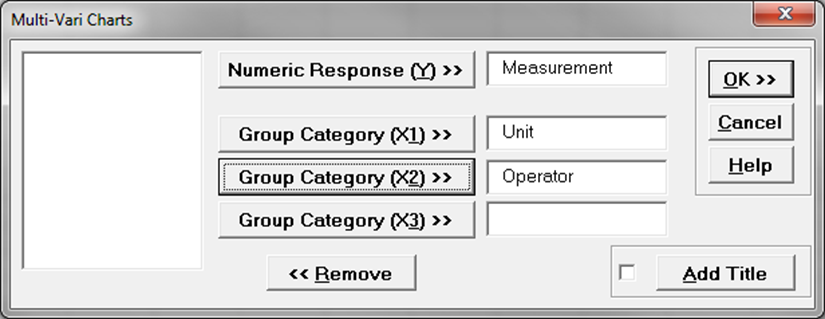 Multi-Vari Charts
Numeric Response (Y) >> Measurement
OK >>
Group Category (X1) >> Unit
Cancel
Group Category (X2) >> Operator
Help
Group Category (X3) >>
<< Remove
Add Title